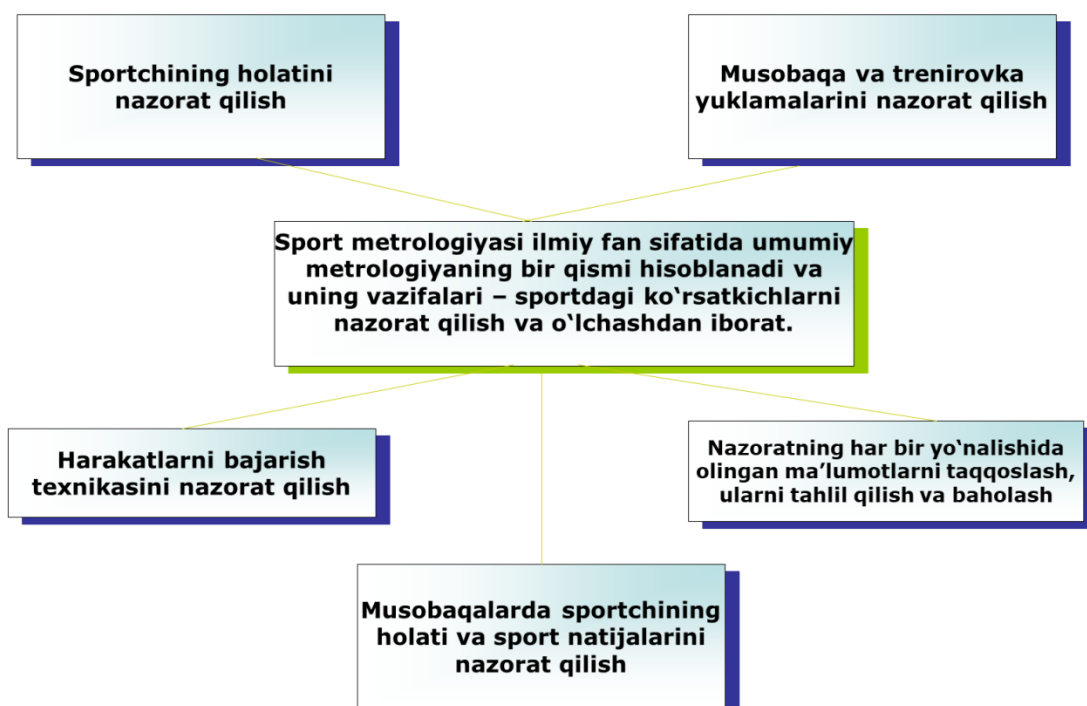 Sportchining holatini
nazorat qilish
Musobaqa va trenirovka
yuklamalarini nazorat qilish
Sport metrologiyasi ilmiy fan sifatida umumiy
metrologiyaning bir qismi hisoblanadi va
uning vazifalari – sportdagi ko‘rsatkichlarni
nazorat qilish va o‘lchashdan iborat.
Harakatlarni bajarish
texnikasini nazorat qilish
Nazoratning har bir yo‘nalishida
olingan ma’lumotlarni taqqoslash,
ularni tahlil qilish va baholash
Musobaqalarda sportchining
holati va sport natijalarini
nazorat qilish